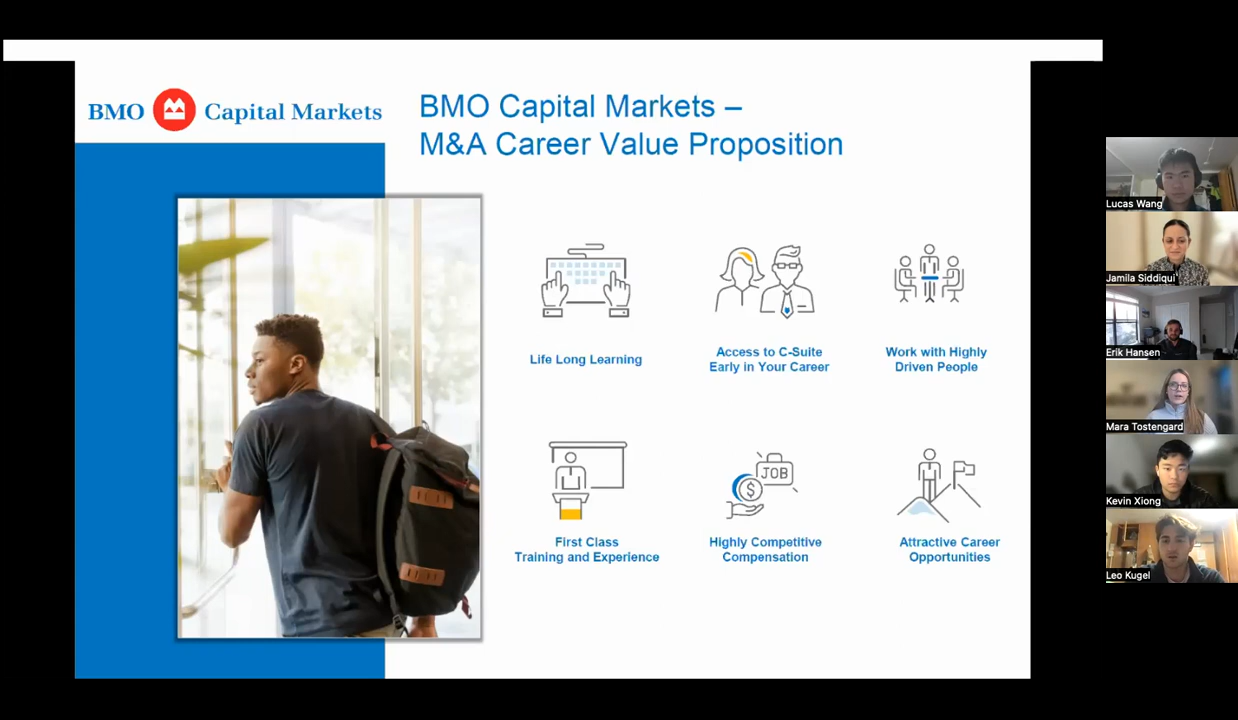 BMO Capital Markets
BMO Capital Markets –
M&A Career Value Proposition
Life Long Learning
Access to C-Suite
Early in Your Career
Work with Highly
Driven People
JOB
$
First Class
Training and Experience
Highly Competitive
Compensation
Attractive Career
Opportunities
Lucas Wang
Jamila Siddiqui
Erik Hansen
Mara Tostengard
Kevin Xiong
Leo Kugel